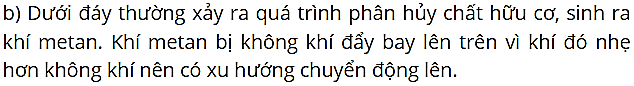 b) Dưới đáy thường xảy ra quá trình phân hủy chất hữu cơ, sinh ra
khí metan. Khí metan bị không khí đẩy bay lên trên vì khí đó nhẹ
hơn không khí nên có xu hướng chuyển động lên.